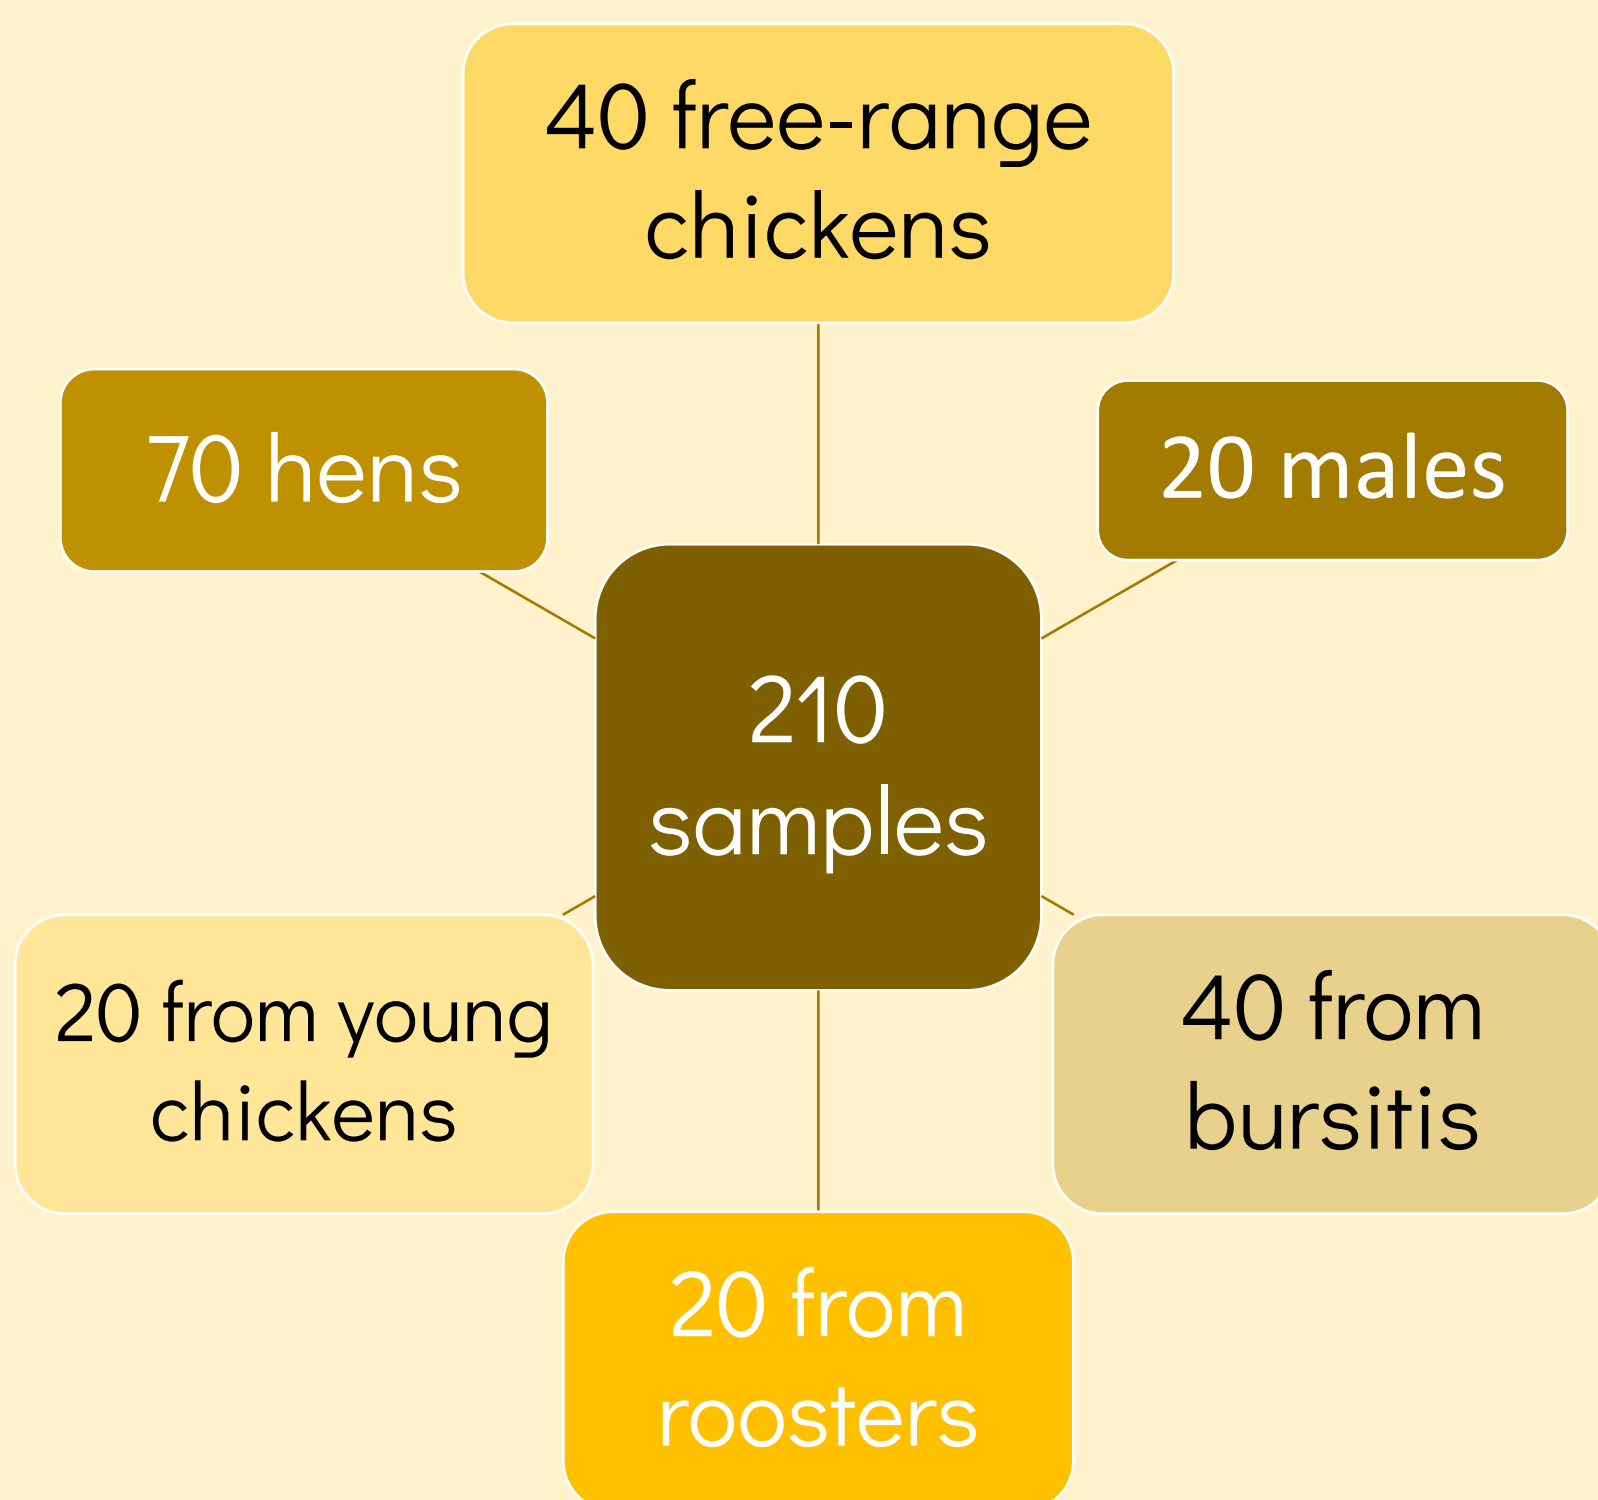 40 free-range
chickens
70 hens
20 males
210
samples
20 from young
chickens
40 from
bursitis
20 from
roosters